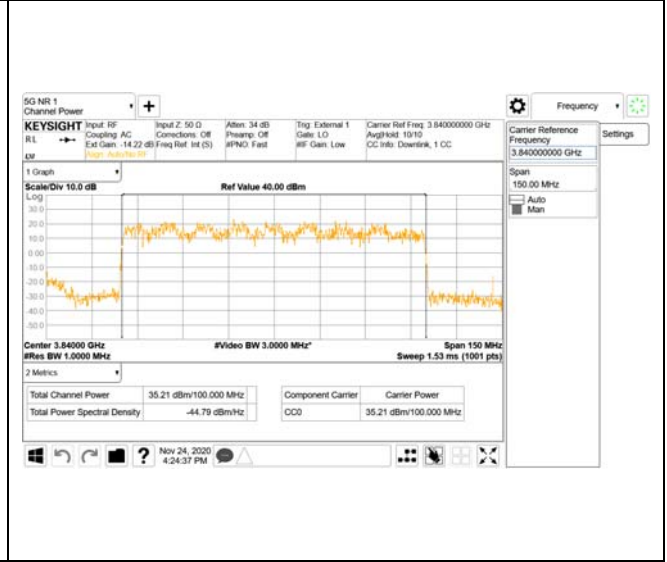 5G NR 1
Channel Power
Frequency
KEYSIGHT
RL
Input: RF
Coupling: AC
Ext Gain: -14.22 dB
Align: Auto/No RF
Input Z: 50 Ω
Corrections: Off
Freq Ref: Int (S)
Atten: 34 dB
Preamp: Off
#PNO: Fast
Trig: External 1
Gate: LO
#IF Gain: Low
Carrier Ref Freq: 3.840000000 GHz
Avg|Hold: 10/10
CC Info: Downlink, 1 CC
Carrier Reference
Frequency
3.840000000 GHz
Settings
Span
150.00 MHz
Auto
Man
1 Graph
Scale/Div 10.0 dB
Ref Value 40.00 dBm
Log
30.0
20.0
10.0
0.00
-10.0
-20.0
-30.0
-40.0
-50.0
Center 3.84000 GHz
#Video BW 3.0000 MHz*
Span 150 MHz
#Res BW 1.0000 MHz
Sweep 1.53 ms (1001 pts)
2 Metrics
Total Channel Power 35.21 dBm/100.000 MHz
Total Power Spectral Density -44.79 dBm/Hz
Component Carrier Carrier Power
CC0 35.21 dBm/100.000 MHz
Nov 24, 2020
4:24:37 PM